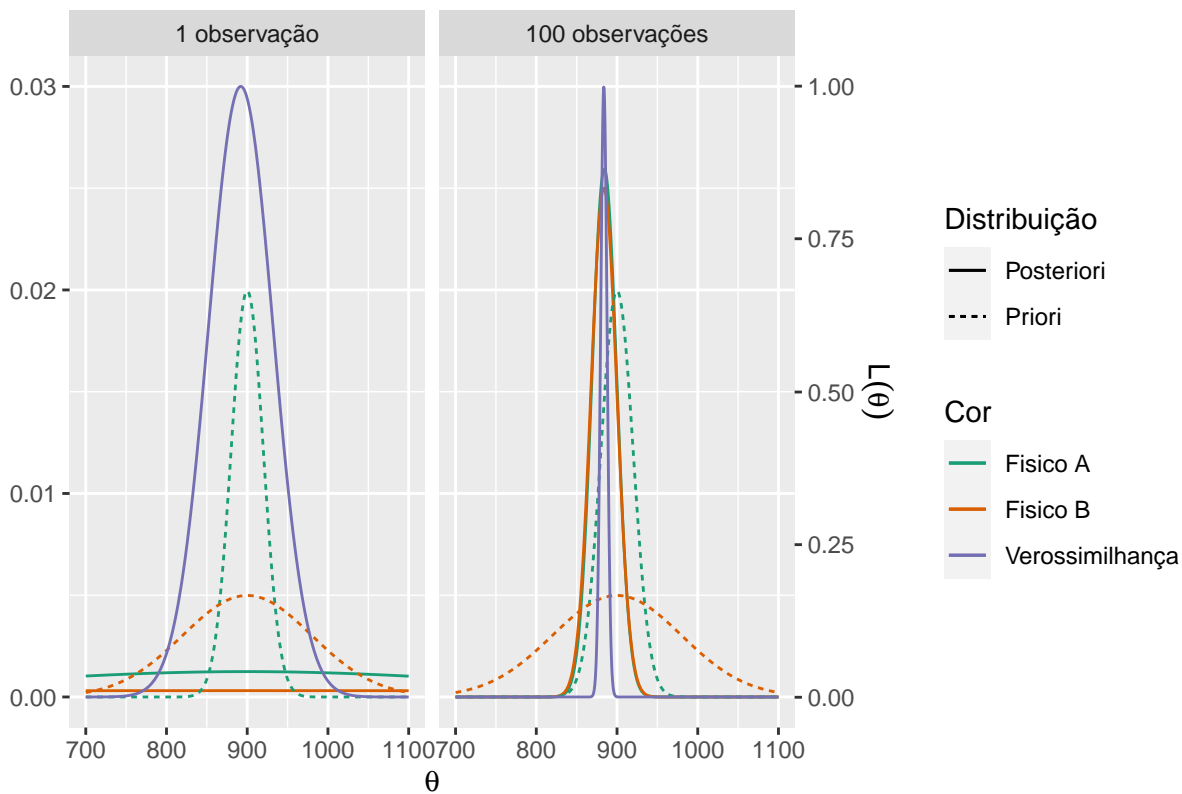 1 observação
100 observações
0.03
0.02
0.01
0.00
1.00
0.75
0.50
0.25
0.00
L(θ)
700
800
900
1000
1100
700
800
900
1000
1100
θ
Distribuição
Posteriori
Priori
Cor
Fisico A
Fisico B
Verossimilhança